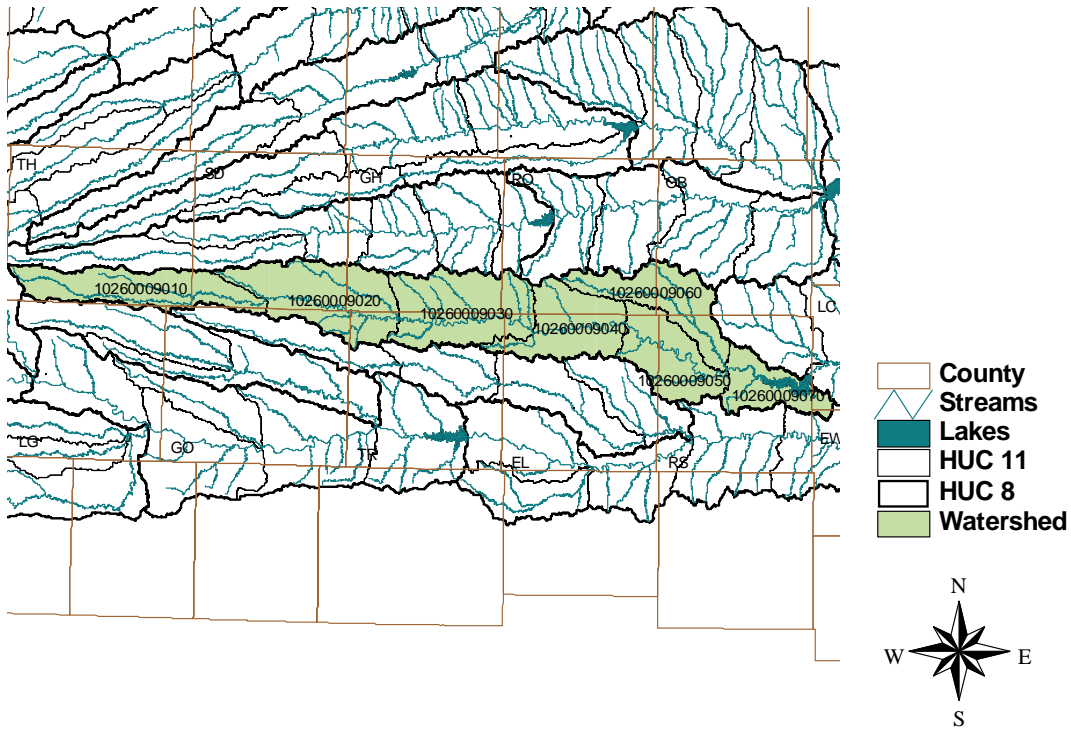 TH
SD
GH
RO
OB
10260009010
10260009020
10260009060
LC
10260009030
10260009040
10260009050
10260009070
LG
GO
TR
EL
RS
EW
County
Streams
Lakes
HUC 11
HUC 8
Watershed
N
W E
S